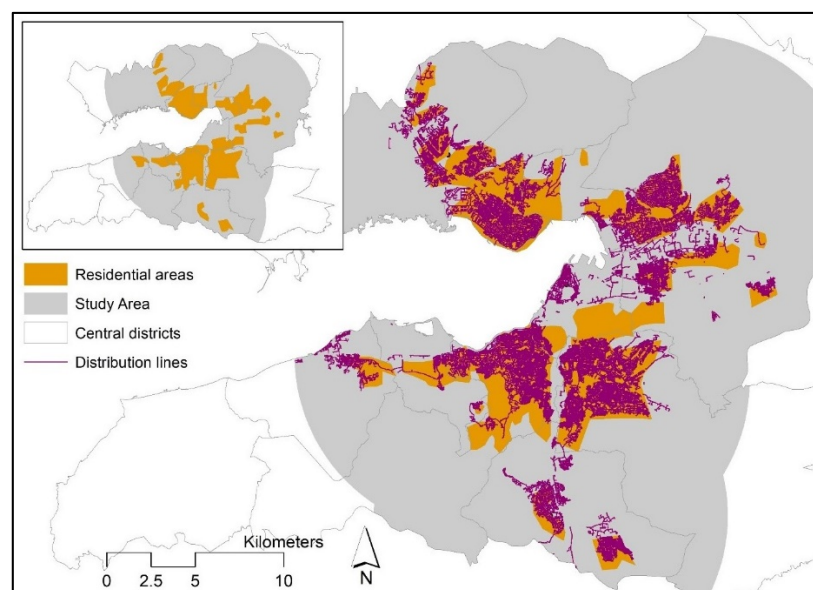 Residential areas
Study Area
Central districts
Distribution lines
Kilometers
0 2.5 5 10
N